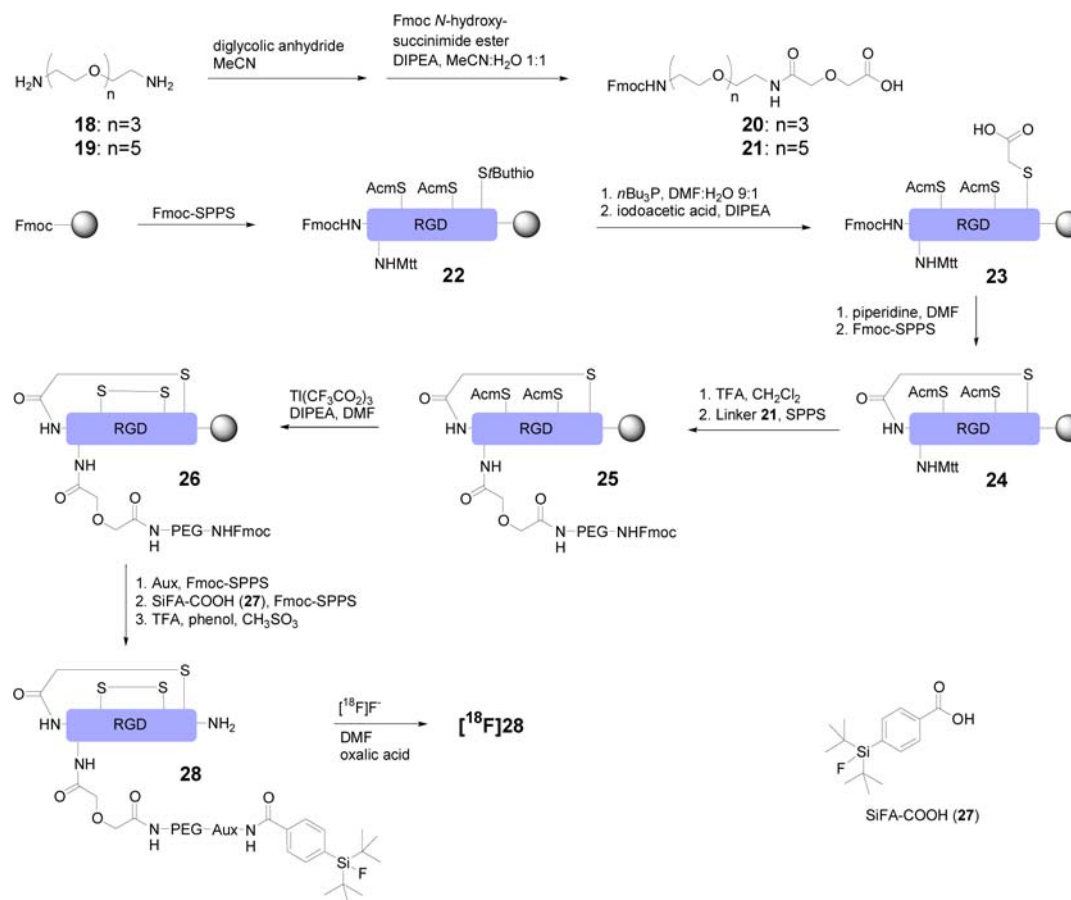 diglycolic anhydride
MeCN
Fmoc N-hydroxy-
succinimide ester
DIPEA, MeCN:H2O 1:1
H2N
O
n
NH2
18: n=3
19: n=5
FmocHN
O
n
N
H
O
O
O
OH
20: n=3
21: n=5
Fmoc
Fmoc-SPPS
AcmS
AcmS
StButhio
FmocHN
RGD
NHMtt
22
1. nBu3P, DMF:H2O 9:1
2. iodoacetic acid, DIPEA
HO
O
S
AcmS
AcmS
FmocHN
RGD
NHMtt
23
1. piperidine, DMF
2. Fmoc-SPPS
O
S
S
S
HN
RGD
NH
26
O
O
O
N
H
PEG
NHFmoc
Tl(CF3CO2)3
DIPEA, DMF
O
S
AcmS
AcmS
HN
RGD
NH
25
O
O
O
N
H
PEG
NHFmoc
1. TFA, CH2Cl2
2. Linker 21, SPPS
O
S
AcmS
AcmS
HN
RGD
NHMtt
24
1. Aux, Fmoc-SPPS
2. SiFA-COOH (27), Fmoc-SPPS
3. TFA, phenol, CH3SO3
O
S
S
S
HN
RGD
NH2
NH
28
O
O
O
N
H
PEG
Aux
N
H
O
Si
F
[18F]F-
DMF
oxalic acid
[18F]28
O
OH
Si
F
SiFA-COOH (27)